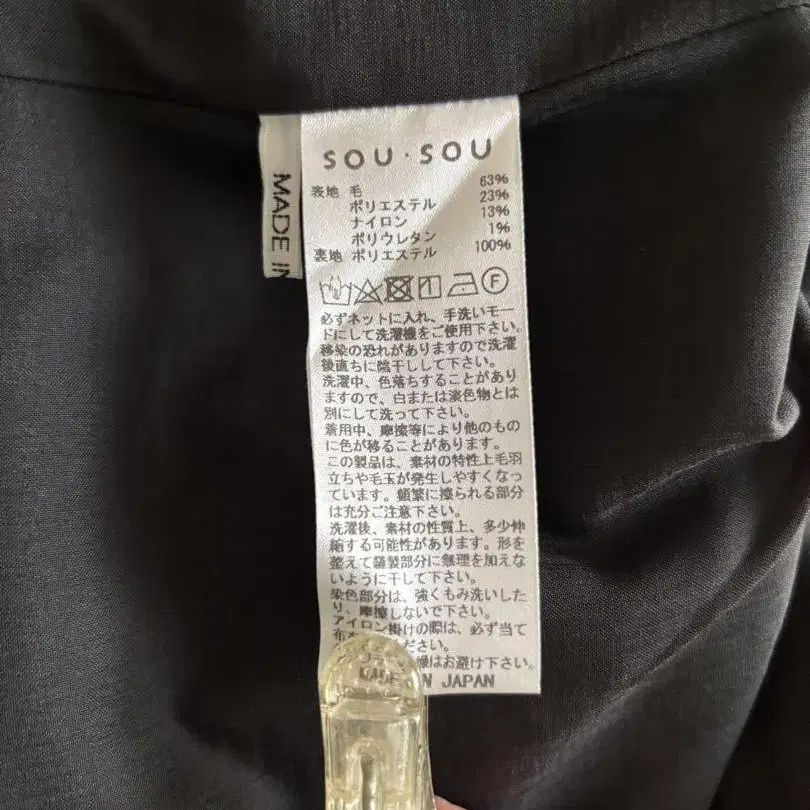 SOU・SOU
表地 毛 63%
ポリエステル 23%
ナイロン 13%
ポリウレタン 1%
裏地 ポリエステル 100%
F
必ずネットに入れ、手洗いモー
ドにして洗濯機をご使用下さい。
移染の恐れがありますので洗濯
後直ちに陰干しして下さい。
洗濯中、色落ちすることがあり
ますので、白または淡色物とは
別にして洗って下さい。
着用中、摩擦等により他のもの
に色が移ることがあります。
この製品は、素材の特性上毛羽
立ちや毛玉が発生しやすくなっ
ています。頻繁に擦られる部分
は充分ご注意下さい。
洗濯後、素材の性質上、多少伸
縮する可能性があります。形を
整えて縫製部分に無理を加えな
いように干して下さい。
染色部分は、強くもみ洗いした
り、摩擦しないで下さい。
アイロン掛けの際は、必ず当て
布を ださい。
はお避け下さい。
MADE IN JAPAN
MADE IN